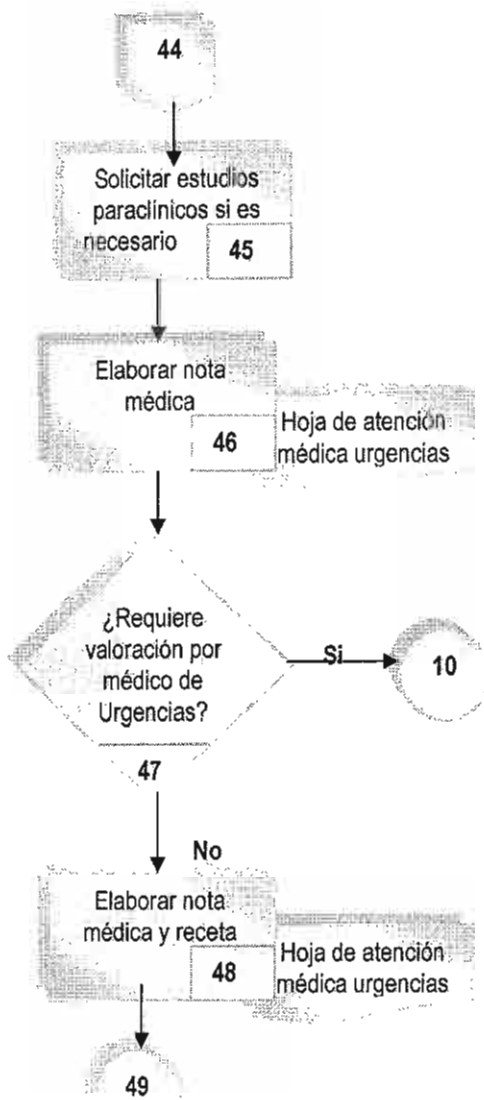 44
Solicitar estudios
paraclínicos si es
necesario
45
Elaborar nota
médica
46
Hoja de atención
médica urgencias
¿Requiere
valoración por
médico de
Urgencias?
47
Si
10
No
Elaborar nota
médica y receta
48
Hoja de atención
médica urgencias
49